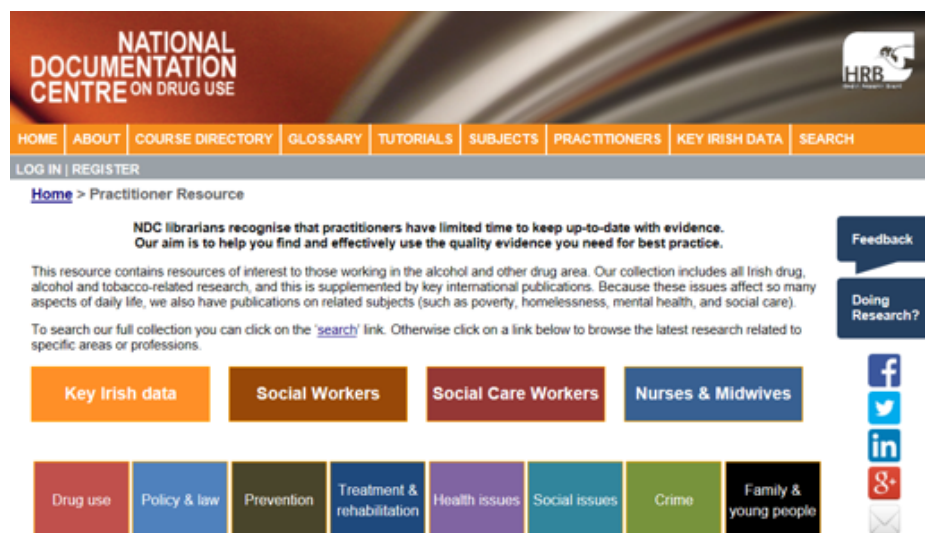 NATIONAL
DOCUMENTATION
CENTRE ON DRUG USE
HRB
HOME ABOUT COURSE DIRECTORY GLOSSARY TUTORIALS SUBJECTS PRACTITIONERS KEY IRISH DATA SEARCH
LOG IN | REGISTER
Home > Practitioner Resource
NDC librarians recognise that practitioners have limited time to keep up-to-date with evidence.
Our aim is to help you find and effectively use the quality evidence you need for best practice.
This resource contains resources of interest to those working in the alcohol and other drug area. Our collection includes all Irish drug,
alcohol and tobacco-related research, and this is supplemented by key international publications. Because these issues affect so many
aspects of daily life, we also have publications on related subjects (such as poverty, homelessness, mental health, and social care).
To search our full collection you can click on the 'search' link. Otherwise click on a link below to browse the latest research related to
specific areas or professions.
Feedback
Doing
Research?
Key Irish data
Social Workers
Social Care Workers
Nurses & Midwives
Drug use
Policy & law
Prevention
Treatment &
rehabilitation
Health issues
Social issues
Crime
Family &
young people
f
in
8+